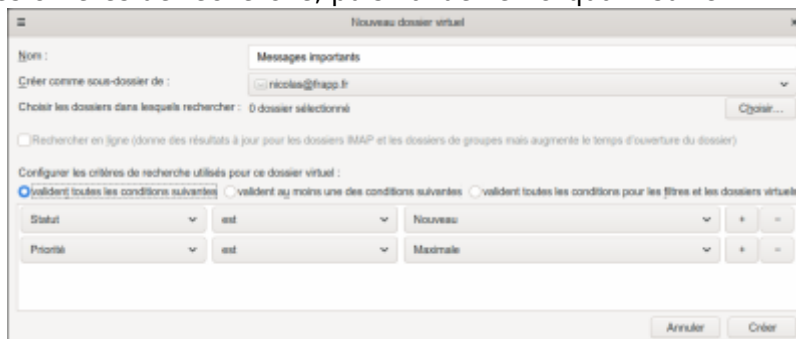 Nouveau dossier virtuel
Nom : Messages importants
Créer comme sous-dossier de : nicolas@frapp.fr
Choisir les dossiers dans lesquels rechercher : 0 dossier sélectionné Choisir...
Rechercher en ligne (donne des résultats à jour pour les dossiers IMAP et les dossiers de groupes mais augmente le temps d'ouverture du dossier)
Configurer les critères de recherche utilisés pour ce dossier virtuel :
valident toutes les conditions suivantes valident au moins une des conditions suivantes valident toutes les conditions pour les filtres et les dossiers virtuels
Statut est Nouveau + -
Priorité est Maximale + -
Annuler Créer